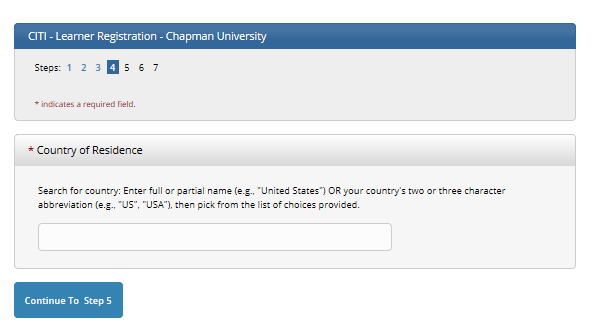 CITI - Learner Registration - Chapman University
Steps: 1 2 3 4 5 6 7
* indicates a required field.
* Country of Residence
Search for country: Enter full or partial name (e.g., "United States") OR your country's two or three character
abbreviation (e.g., "US", "USA"), then pick from the list of choices provided.
Continue To Step 5